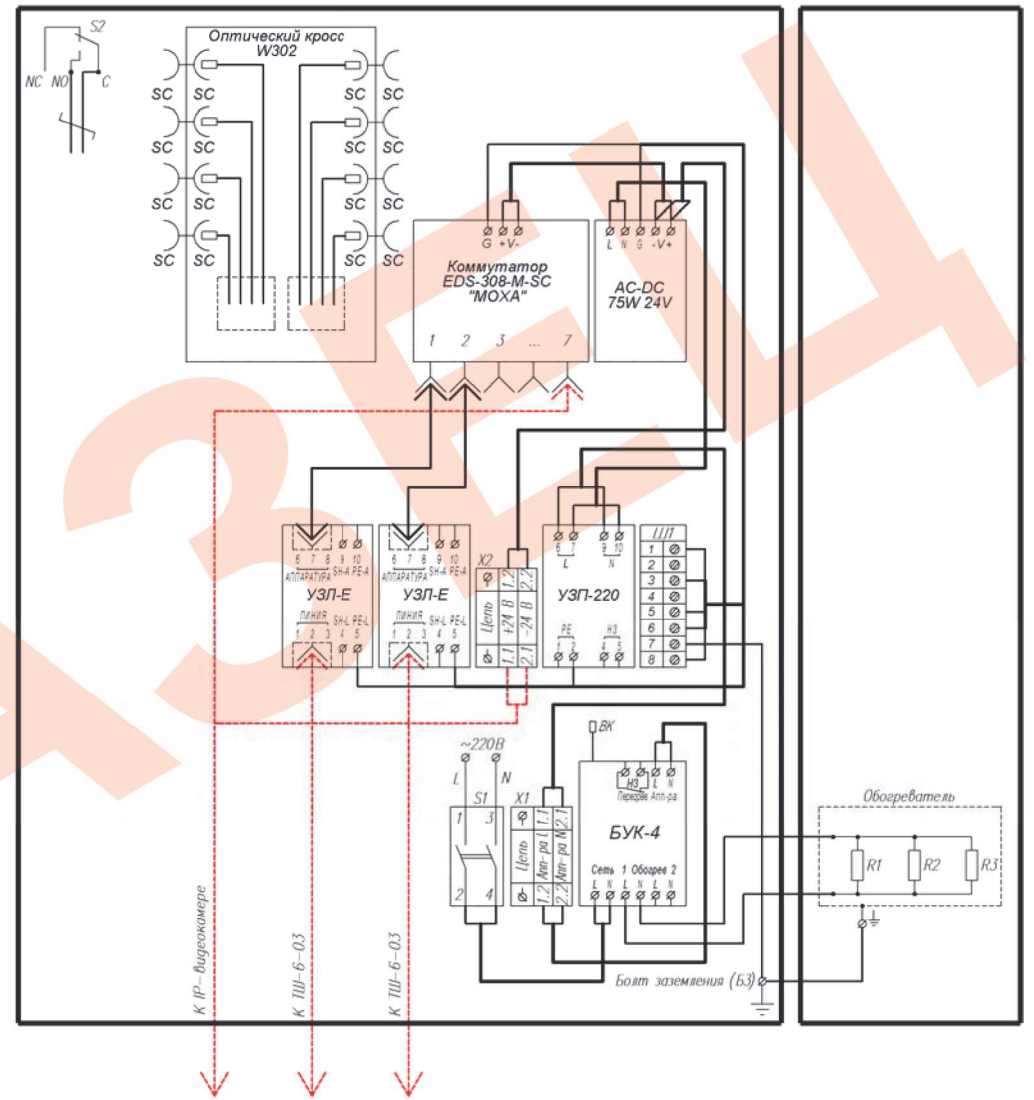 S2
NC NO C
Оптический кросс
W302
SC SC SC SC
SC SC SC SC
SC SC SC SC
SC SC SC SC
G +V-
Коммутатор
EDS-308-M-SC
"MOXA"
1 2 3 ... 7
L N G -V+
AC-DC
75W 24V
6 7 8 9 10
АППАРАТУРА SH-A PE-A
УЗЛ-Е
ЛИНИЯ SH-L PE-L
1 2 3 4 5
6 7 8 9 10
АППАРАТУРА SH-A PE-A
УЗЛ-Е
ЛИНИЯ SH-L PE-L
1 2 3 4 5
X2
Цепь
1.2 +24 В 1.1
2.2 -24 В 2.1
6 7 9 10
L N
УЗП-220
PE НЗ
1 2 4 5
Ш1
1
2
3
4
5
6
7
8
~220В
L N
S1
1 3
2 4
X1
Цепь
1.1 Апп-ра L 1.2
2.1 Апп-ра N 2.2
ВК
НЗ L N
Перегрев Апп-ра
БУК-4
Сеть 1 Обогрев 2
L N L N L N
Обогреватель
R1 R2 R3
Болт заземления (БЗ)
К IP-видеокамере
К ТШ-6-03
К ТШ-6-03
АЗЕЦ